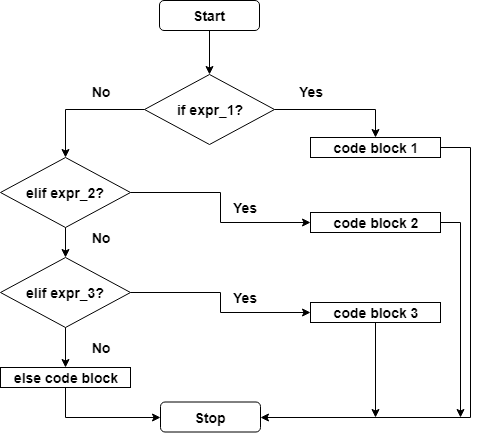 Start
if expr_1?
No
Yes
code block 1
elif expr_2?
Yes
code block 2
No
elif expr_3?
Yes
code block 3
No
else code block
Stop